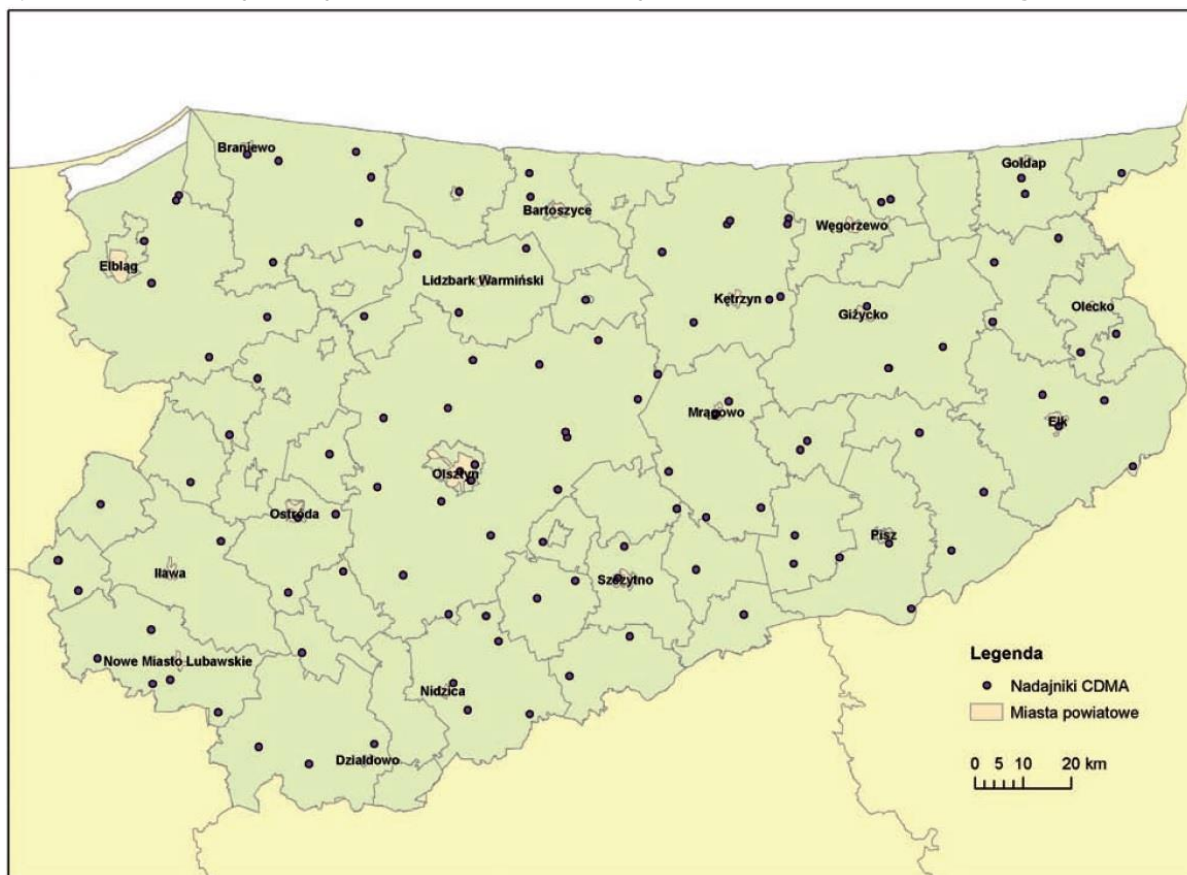 Braniewo
Gołdap
Bartoszyce
Węgorzewo
Elbląg
Lidzbark Warmiński
Kętrzyn
Giżycko
Olecko
Mrągowo
Ełk
Olsztyn
Ostróda
Pisz
Iława
Szczytno
Nowe Miasto Lubawskie
Nidzica
Działdowo
Legenda
Nadajniki CDMA
Miasta powiatowe
0 5 10 20 km